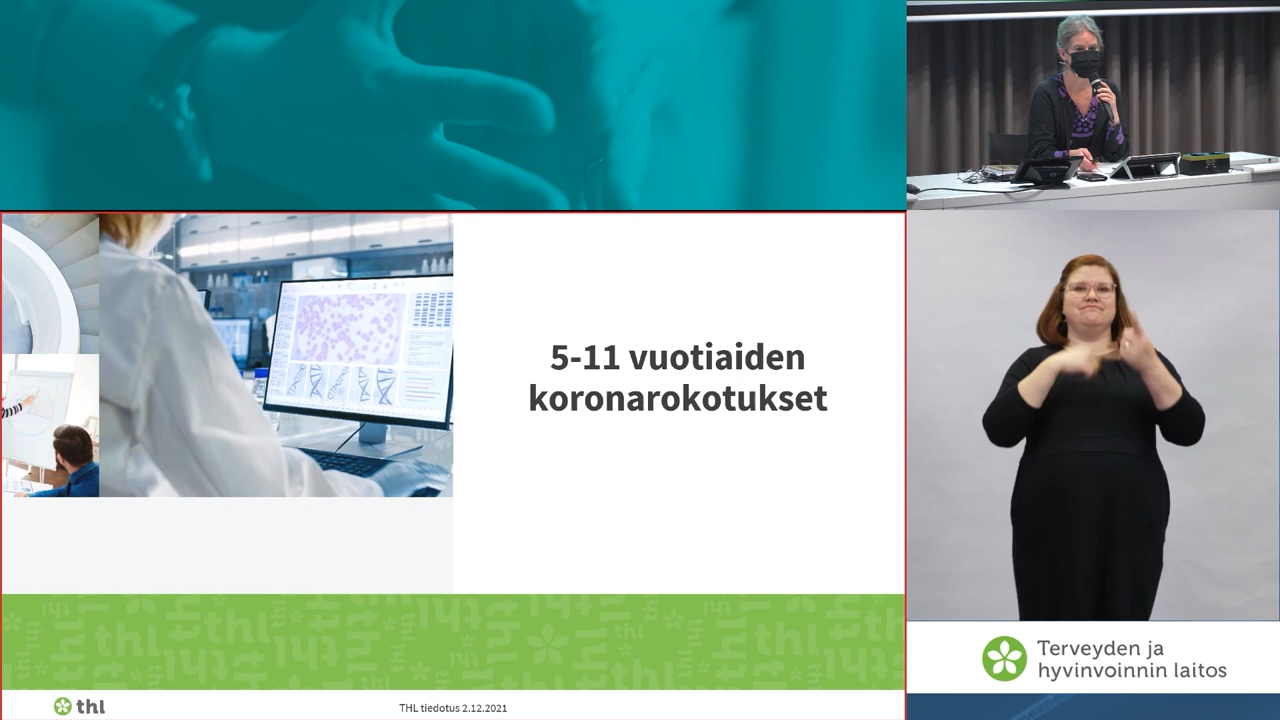 5-11 vuotiaiden
koronarokotukset
thl
THL tiedotus 2.12.2021
Terveyden ja
hyvinvoinnin laitos